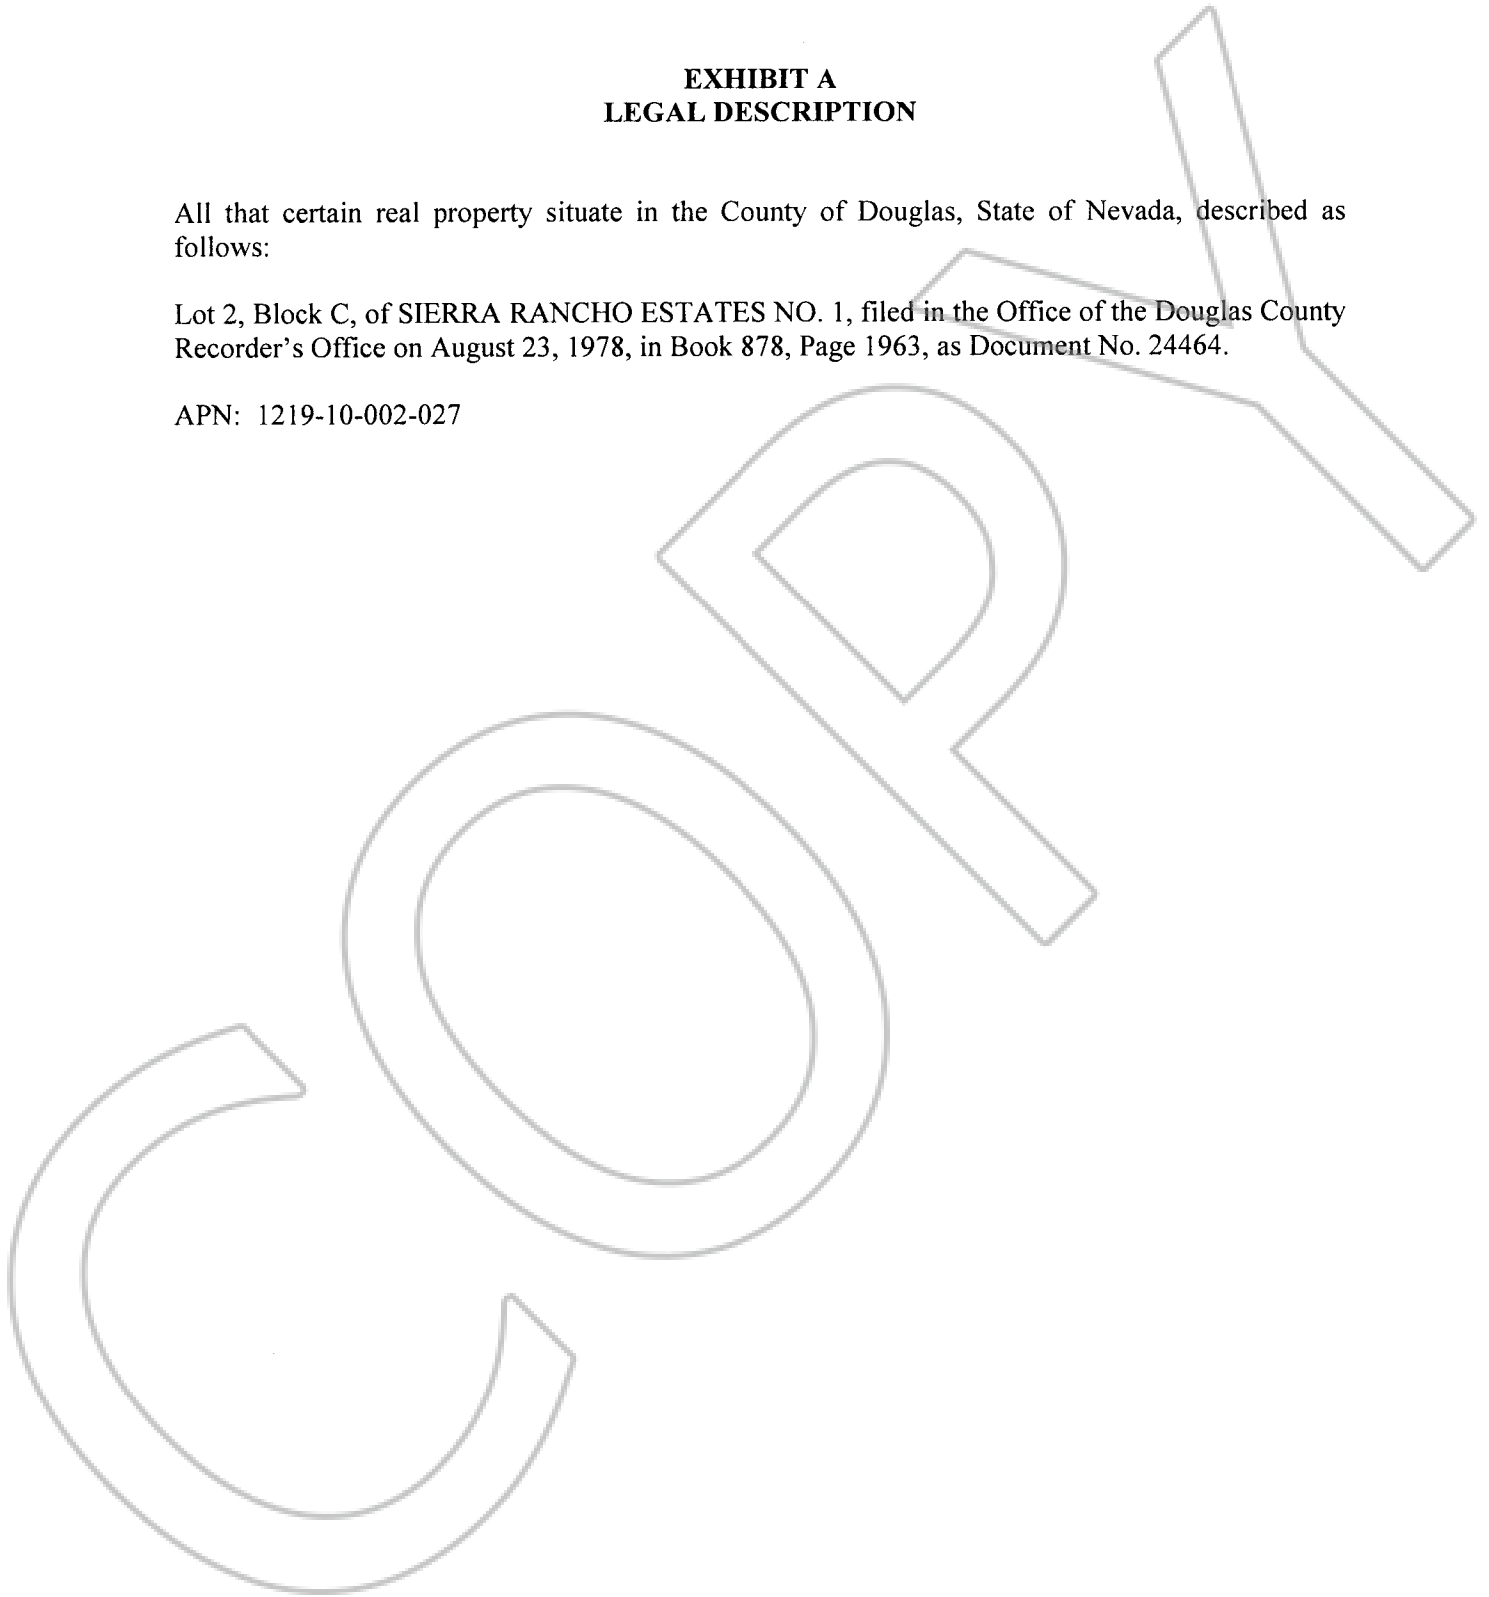 EXHIBIT A
LEGAL DESCRIPTION
All that certain real property situate in the County of Douglas, State of Nevada, described as
follows:
Lot 2, Block C, of SIERRA RANCHO ESTATES NO. 1, filed in the Office of the Douglas County
Recorder's Office on August 23, 1978, in Book 878, Page 1963, as Document No. 24464.
APN: 1219-10-002-027
COPY